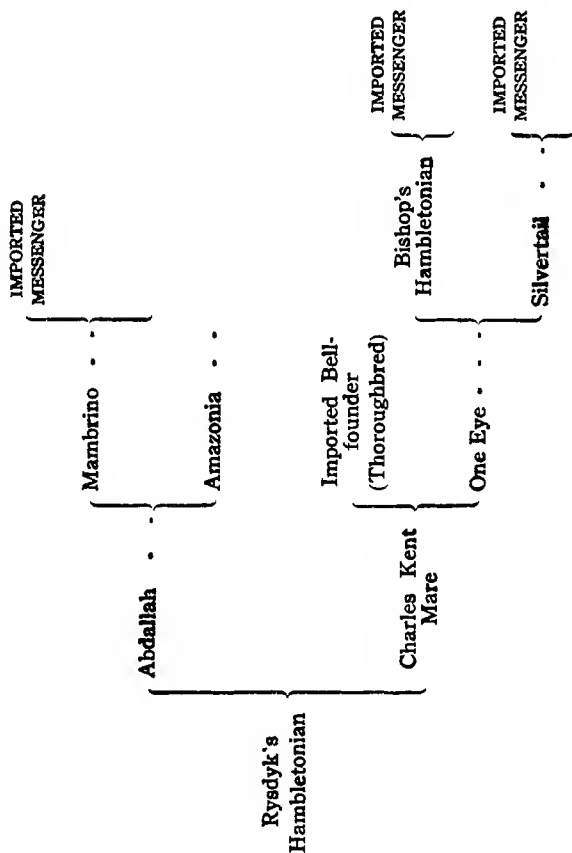 IMPORTED
MESSENGER
Mambrino . .
Abdallah . .
Amazonia . .
Rysdyk's
Hambletonian
Imported Bell-
founder
(Thoroughbred)
IMPORTED
MESSENGER
Bishop's
Hambletonian
Charles Kent
Mare
One Eye . . .
IMPORTED
MESSENGER
Silvertail . .